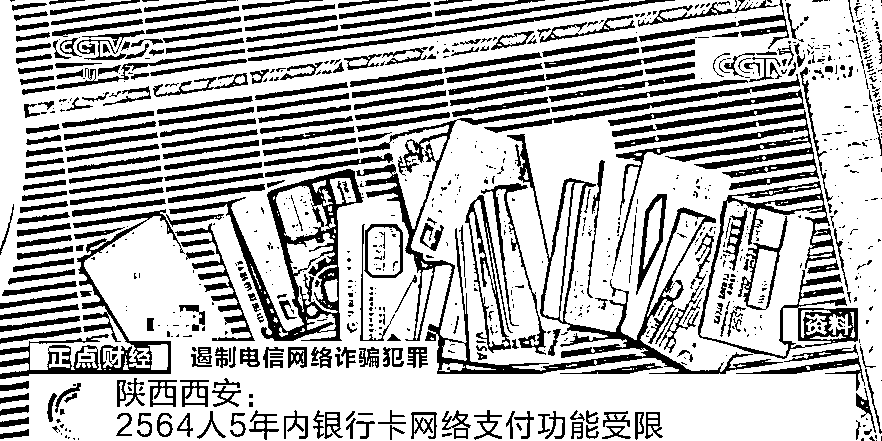 CCTV 2
财经
CCTV
资料
正点财经 遏制电信网络诈骗犯罪
陕西西安：
2564人5年内银行卡网络支付功能受限
VISA